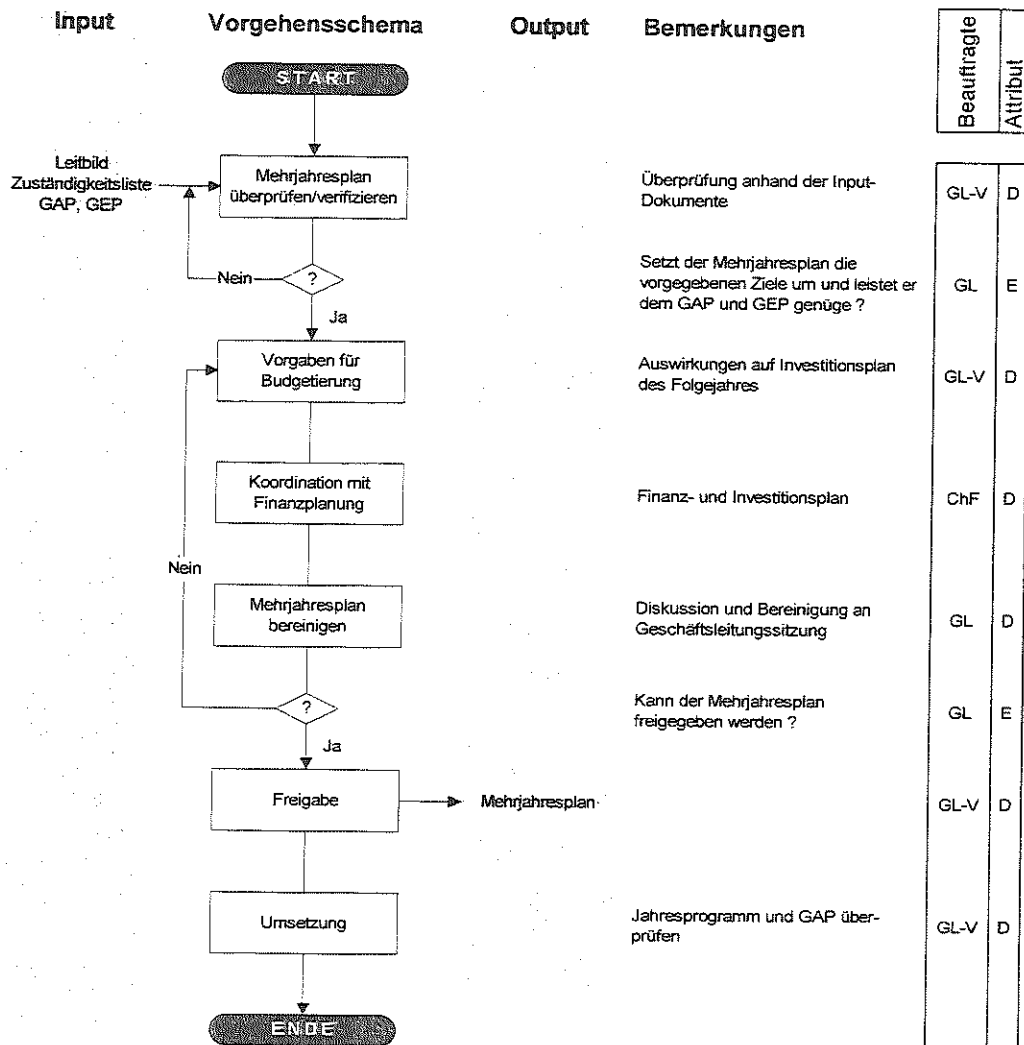 Input
Vorgehensschema
Output
Bemerkungen
Beauftragte
Attribut
START
Leitbild
Zuständigkeitsliste
GAP, GEP
Mehrjahresplan
überprüfen/verifizieren
Überprüfung anhand der Input-
Dokumente
GL-V
D
Nein
?
Setzt der Mehrjahresplan die
vorgegebenen Ziele um und leistet er
dem GAP und GEP genüge ?
GL
E
Ja
Vorgaben für
Budgetierung
Auswirkungen auf Investitionsplan
des Folgejahres
GL-V
D
Koordination mit
Finanzplanung
Finanz- und Investitionsplan
ChF
D
Nein
Mehrjahresplan
bereinigen
Diskussion und Bereinigung an
Geschäftsleitungssitzung
GL
D
?
Kann der Mehrjahresplan
freigegeben werden ?
GL
E
Ja
Freigabe
Mehrjahresplan
GL-V
D
Umsetzung
Jahresprogramm und GAP über-
prüfen
GL-V
D
ENDE